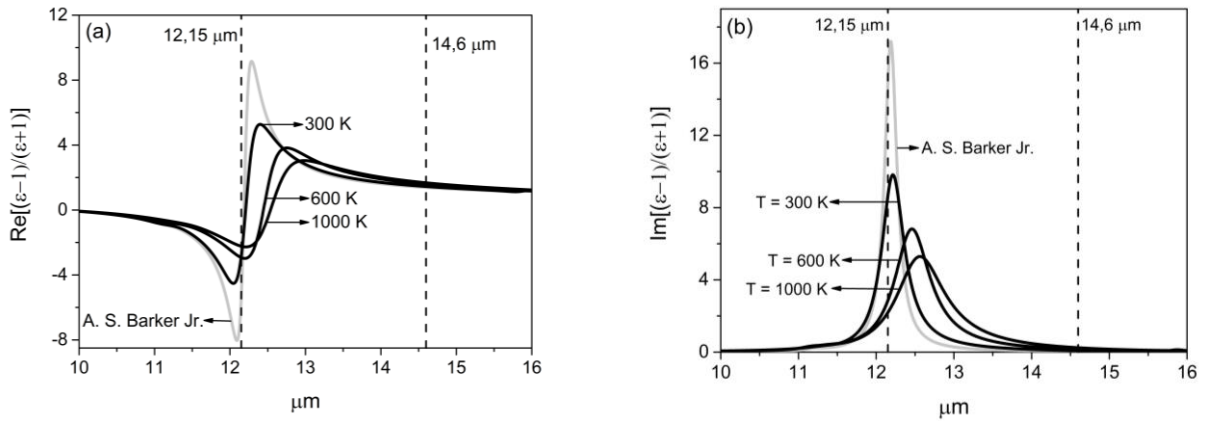 (a)
12,15 μm
14,6 μm
300 K
600 K
1000 K
A. S. Barker Jr.
Re[(ε−1)/(ε+1)]
12
8
4
0
-4
-8
10 11 12 13 14 15 16
μm
(b)
12,15 μm
14,6 μm
A. S. Barker Jr.
T = 300 K
T = 600 K
T = 1000 K
Im[(ε−1)/(ε+1)]
16
12
8
4
0
10 11 12 13 14 15 16
μm